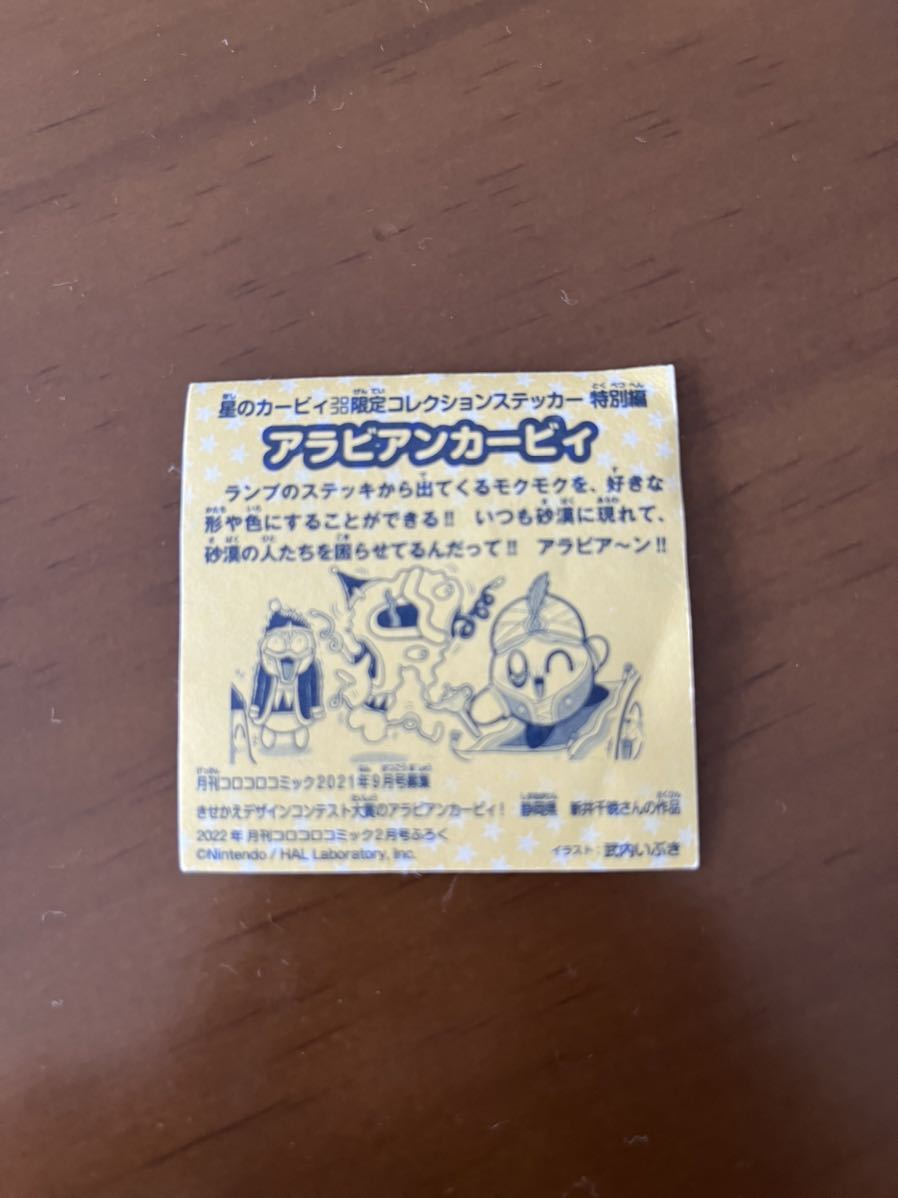 星のカービィコロコロ限定コレクションステッカー 特別編
アラビアンカービィ
ランプのステッキから出てくるモクモクを、好きな
形や色にすることができる!! いつも砂漠に現れて、
砂漠の人たちを困らせてるんだって!! アラビア〜ン!!
月刊コロコロコミック2021年9月号募集
きせかえデザインコンテスト大賞のアラビアンカービィ! 静岡県 新井千暁さんの作品
2022年 月刊コロコロコミック2月号ふろく
©Nintendo / HAL Laboratory, Inc.
イラスト:武内いぶき